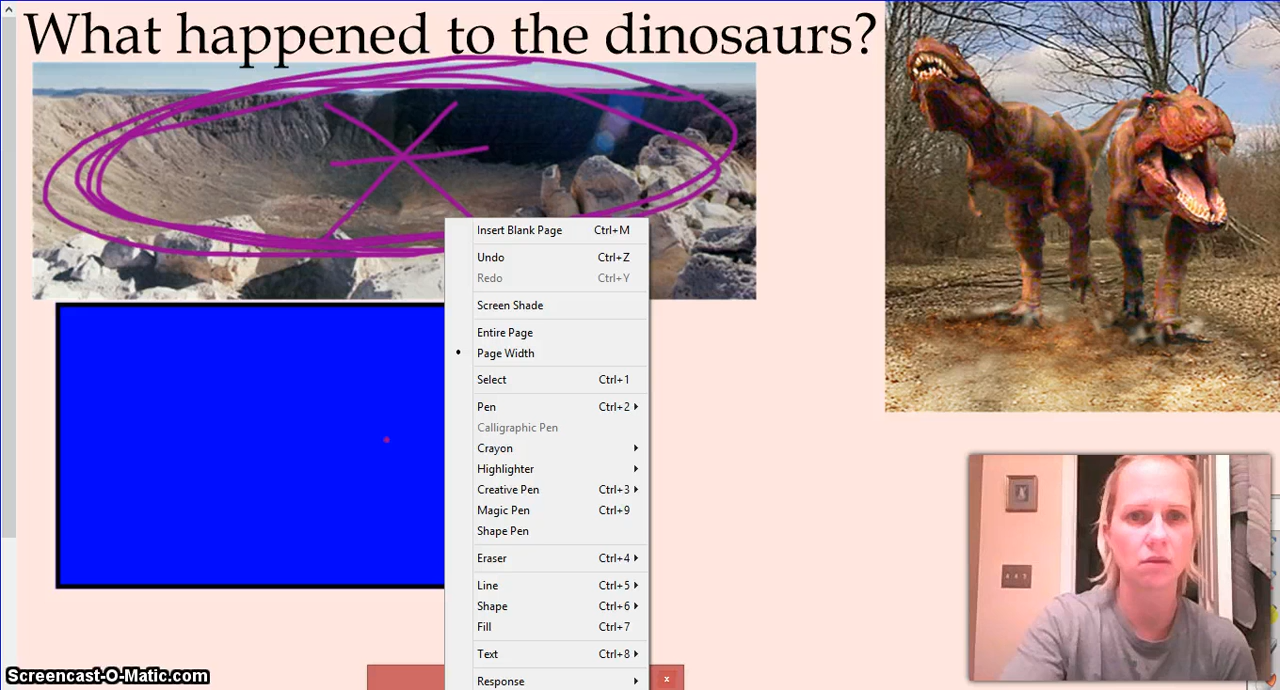 What happened to the dinosaurs?
Insert Blank Page Ctrl+M
Undo Ctrl+Z
Redo Ctrl+Y
Screen Shade
Entire Page
Page Width
Select Ctrl+1
Pen Ctrl+2
Calligraphic Pen
Crayon
Highlighter
Creative Pen Ctrl+3
Magic Pen Ctrl+9
Shape Pen
Eraser Ctrl+4
Line Ctrl+5
Shape Ctrl+6
Fill Ctrl+7
Text Ctrl+8
Response
x
Screencast-O-Matic.com